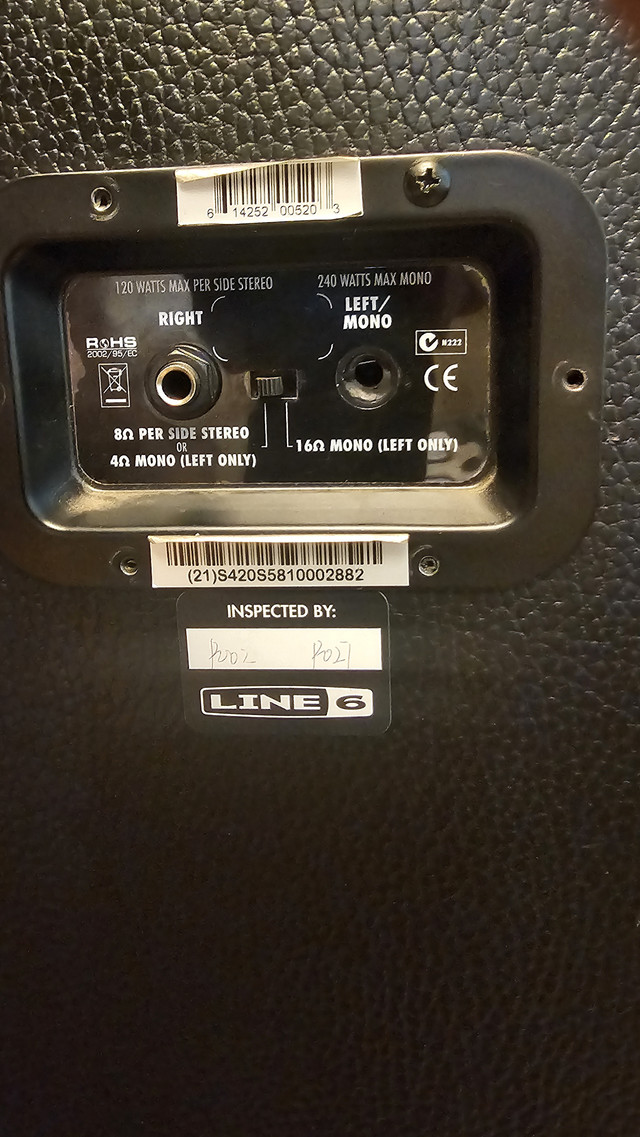 6 14252 00520 3
120 WATTS MAX PER SIDE STEREO
240 WATTS MAX MONO
RIGHT
LEFT/
MONO
RoHS
2002/95/EC
N222
CE
8Ω PER SIDE STEREO
OR
4Ω MONO (LEFT ONLY)
16Ω MONO (LEFT ONLY)
(21)S420S5810002882
INSPECTED BY:
R002 R027
LINE 6